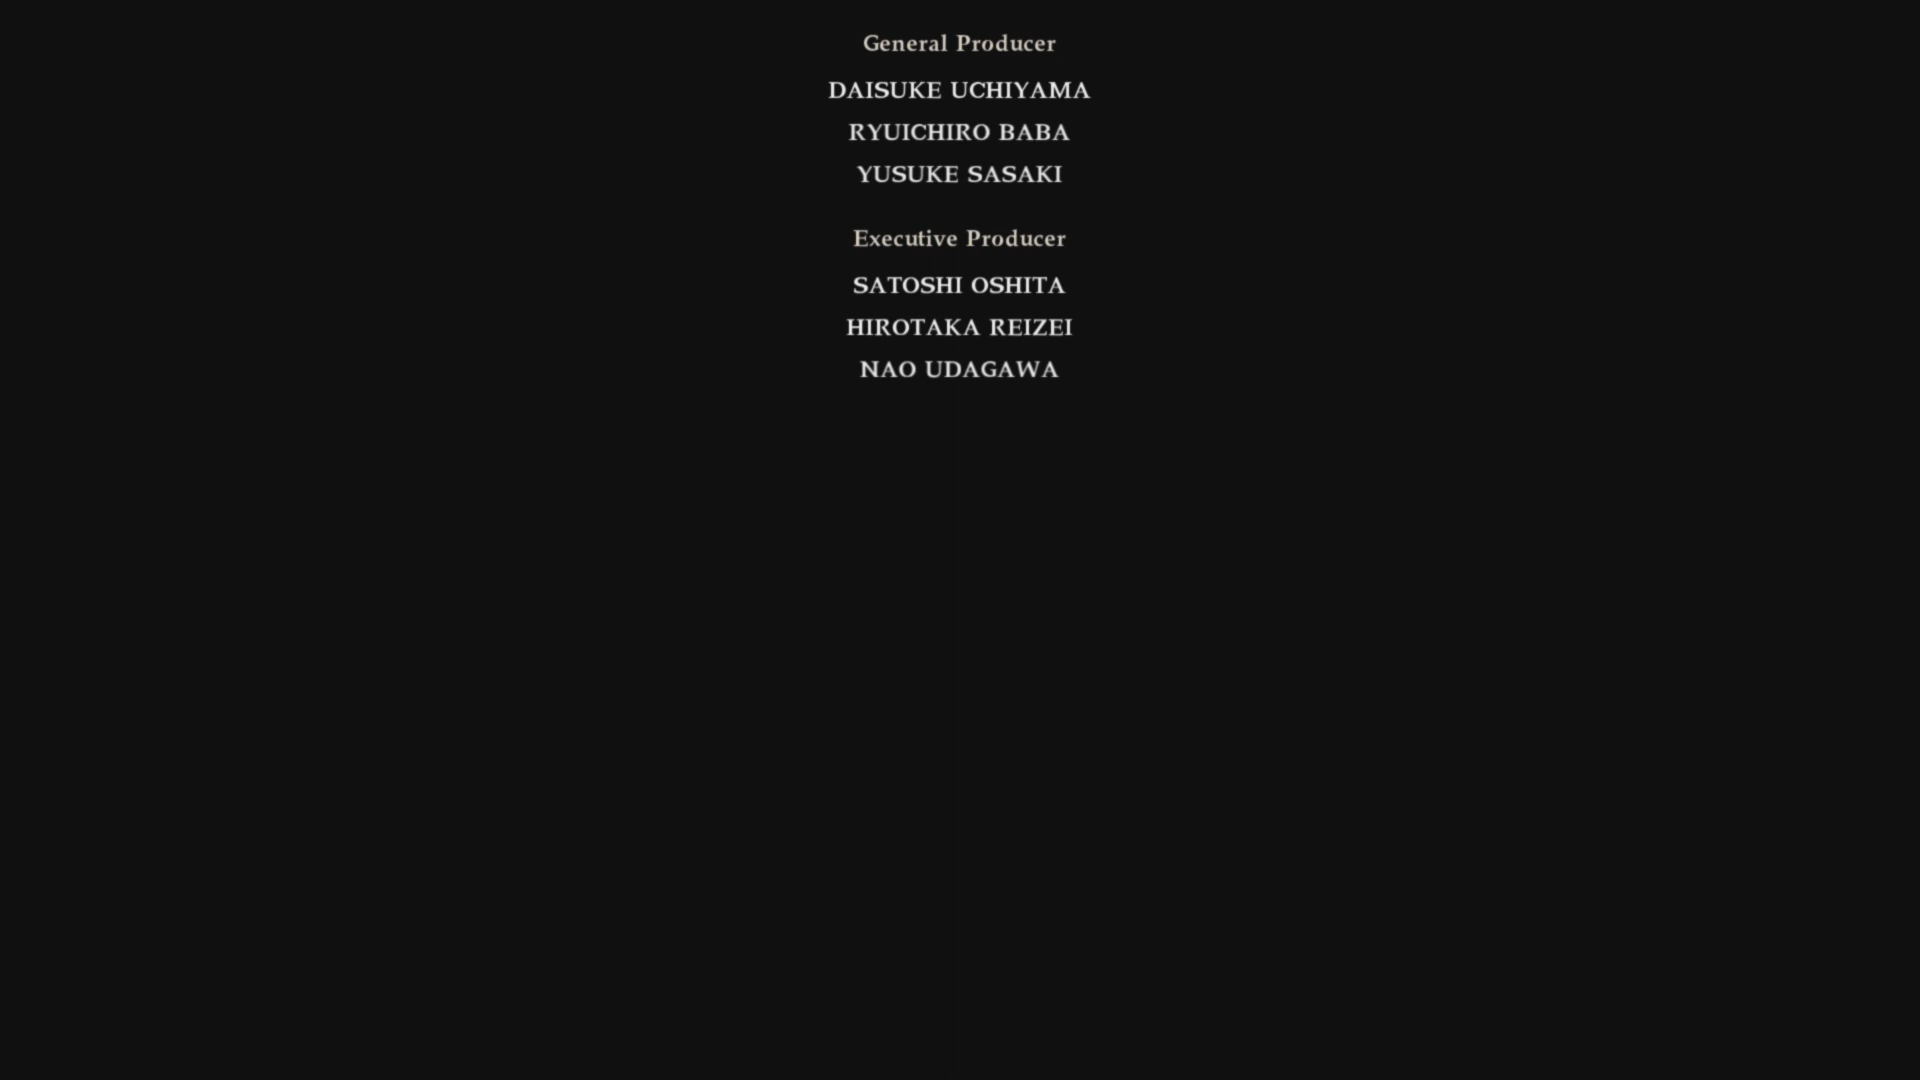 General Producer
DAISUKE UCHIYAMA
RYUICHIRO BABA
YUSUKE SASAKI
Executive Producer
SATOSHI OSHITA
HIROTAKA REIZEI
NAO UDAGAWA